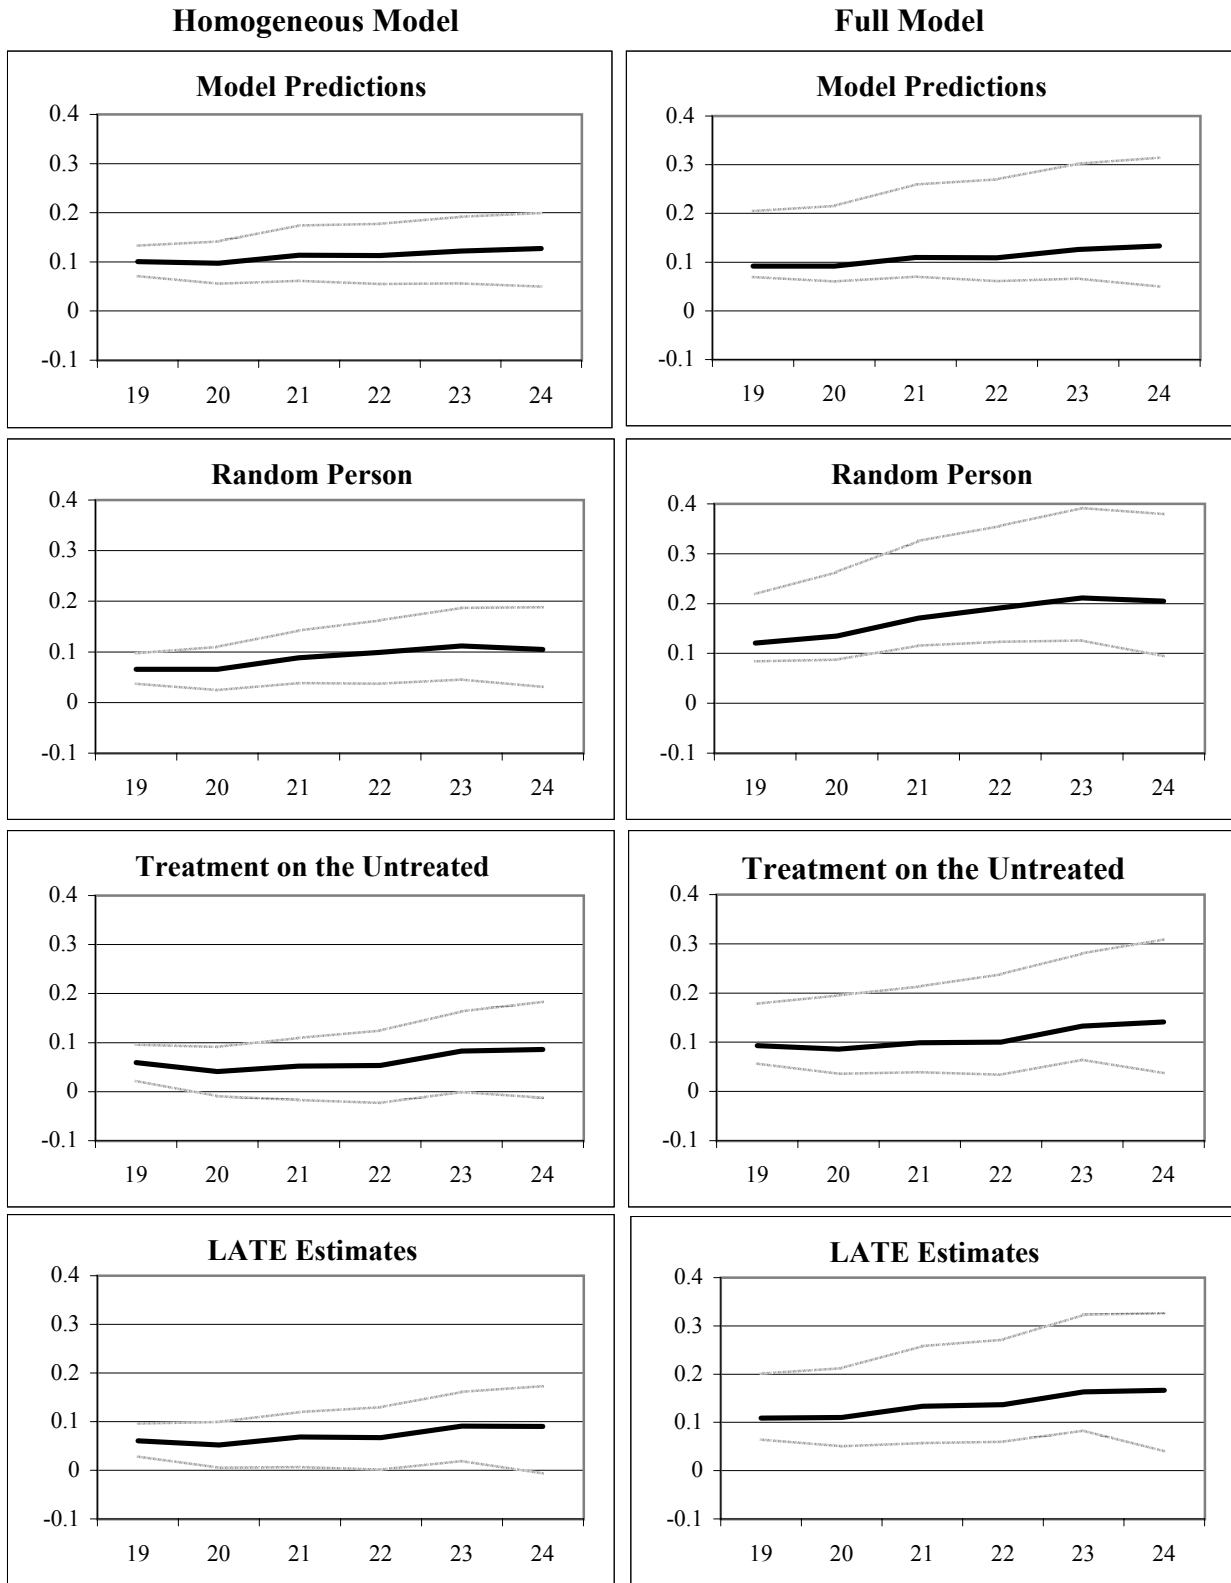 Homogeneous Model
Full Model
Model Predictions
0.4
0.3
0.2
0.1
0
-0.1
19 20 21 22 23 24
Model Predictions
0.4
0.3
0.2
0.1
0
-0.1
19 20 21 22 23 24
Random Person
0.4
0.3
0.2
0.1
0
-0.1
19 20 21 22 23 24
Random Person
0.4
0.3
0.2
0.1
0
-0.1
19 20 21 22 23 24
Treatment on the Untreated
0.4
0.3
0.2
0.1
0
-0.1
19 20 21 22 23 24
Treatment on the Untreated
0.4
0.3
0.2
0.1
0
-0.1
19 20 21 22 23 24
LATE Estimates
0.4
0.3
0.2
0.1
0
-0.1
19 20 21 22 23 24
LATE Estimates
0.4
0.3
0.2
0.1
0
-0.1
19 20 21 22 23 24